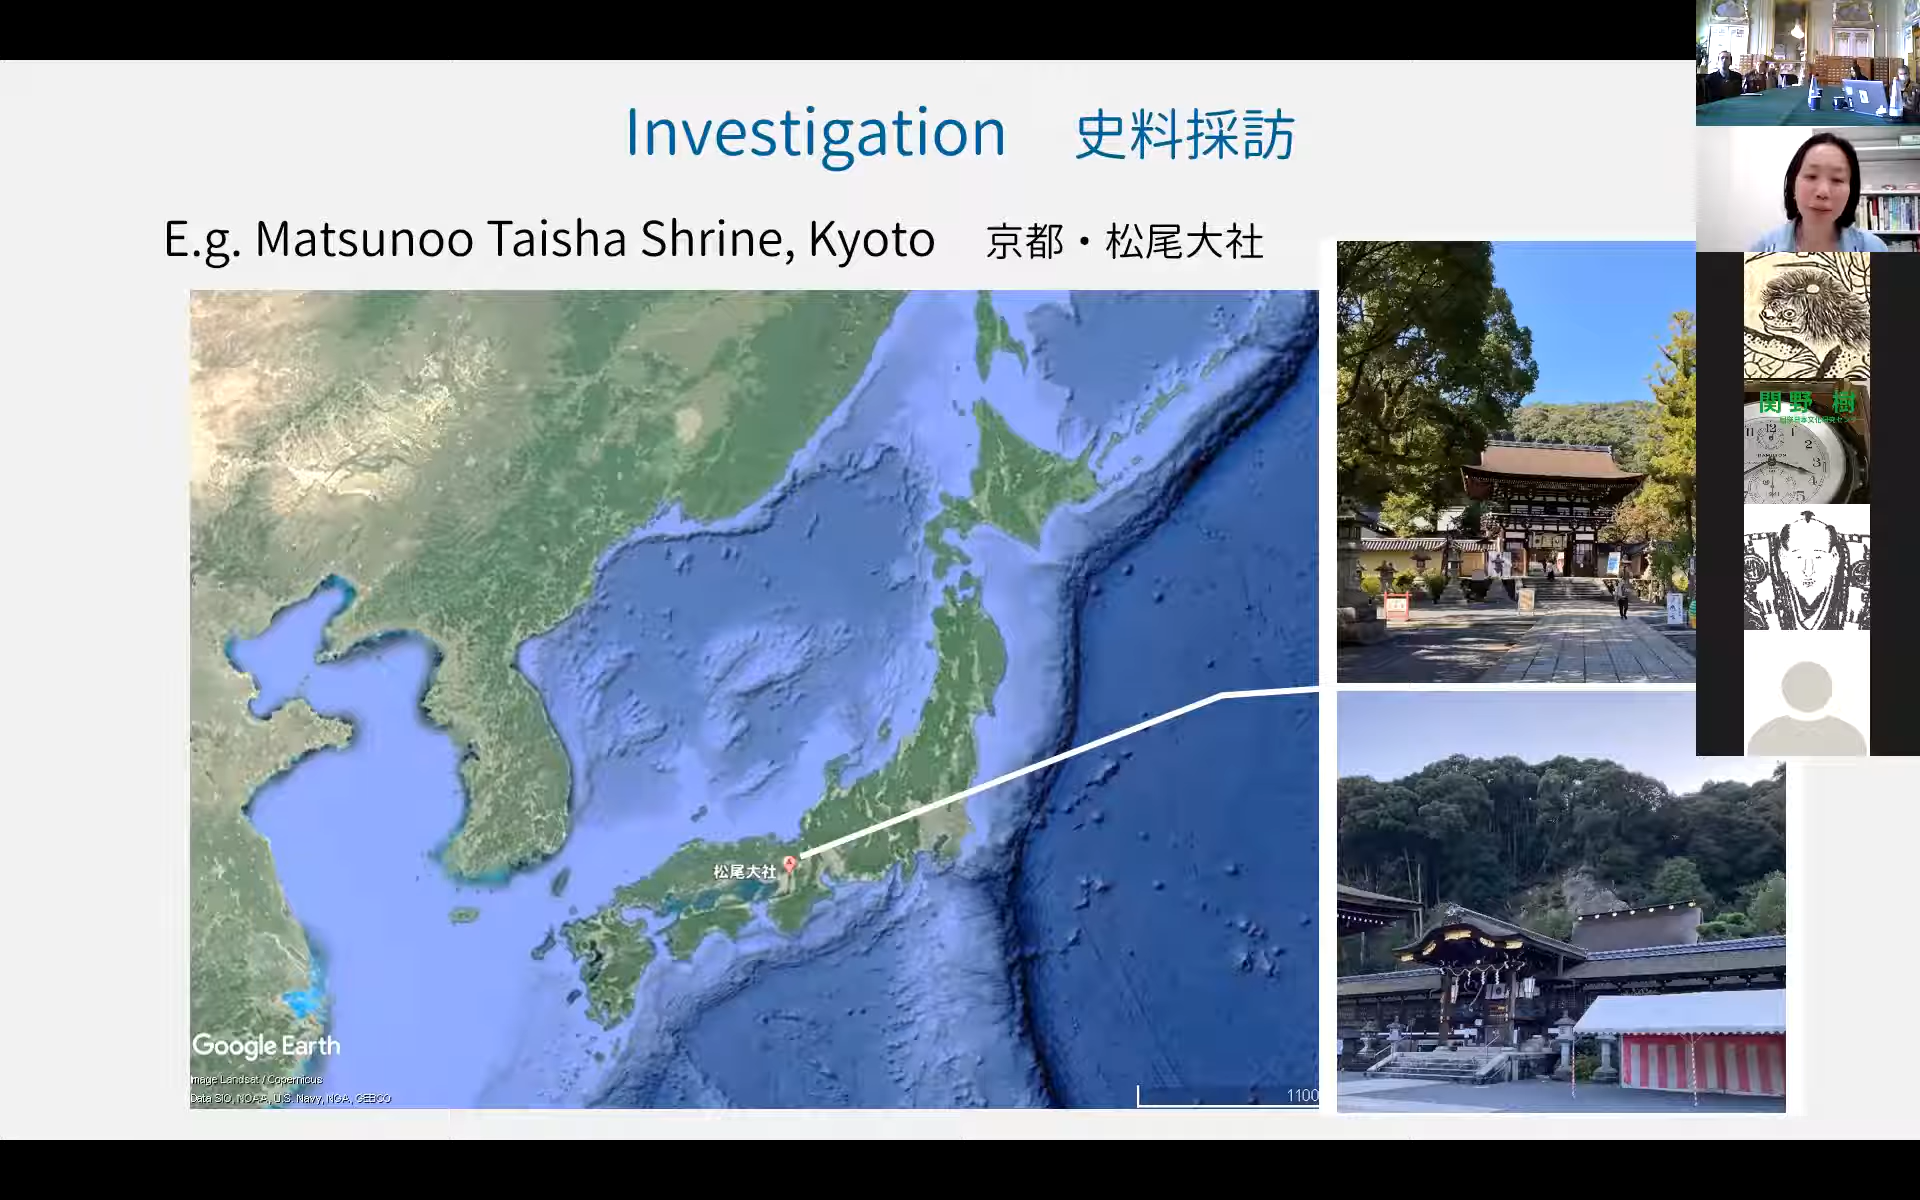 Investigation 史料採訪
E.g. Matsunoo Taisha Shrine, Kyoto 京都・松尾大社
松尾大社
Google Earth
Image Landsat / Copernicus
Data SIO, NOAA, U.S. Navy, NGA, GEBCO
1100
関野 樹